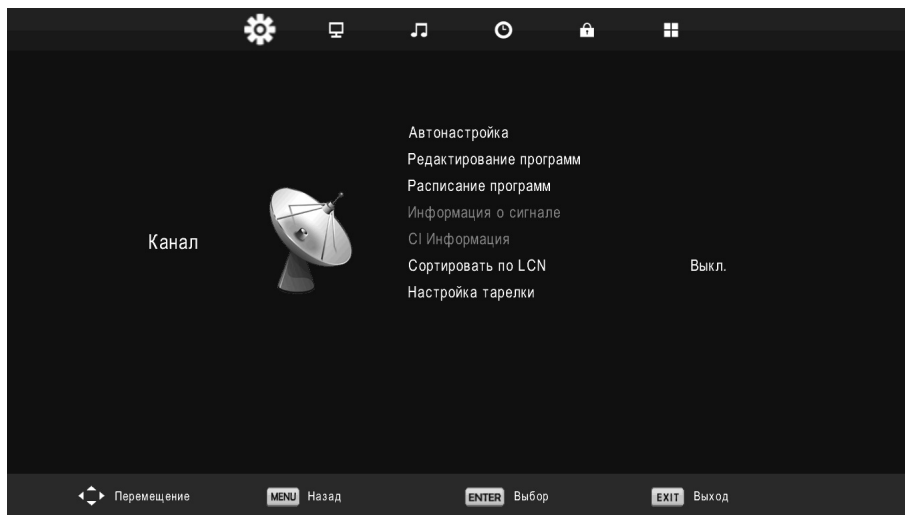 Автонастройка
Редактирование программ
Расписание программ
Информация о сигнале
CI Информация
Канал
Сортировать по LCN Выкл.
Настройка тарелки
Перемещение MENU Назад ENTER Выбор EXIT Выход